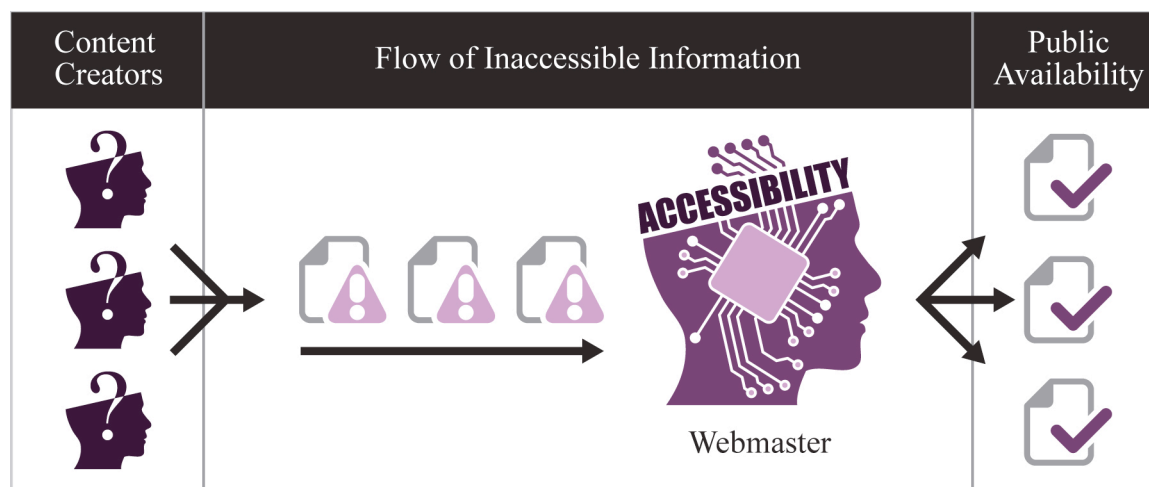 Content
Creators
Flow of Inaccessible Information
Public
Availability
ACCESSIBILITY
Webmaster